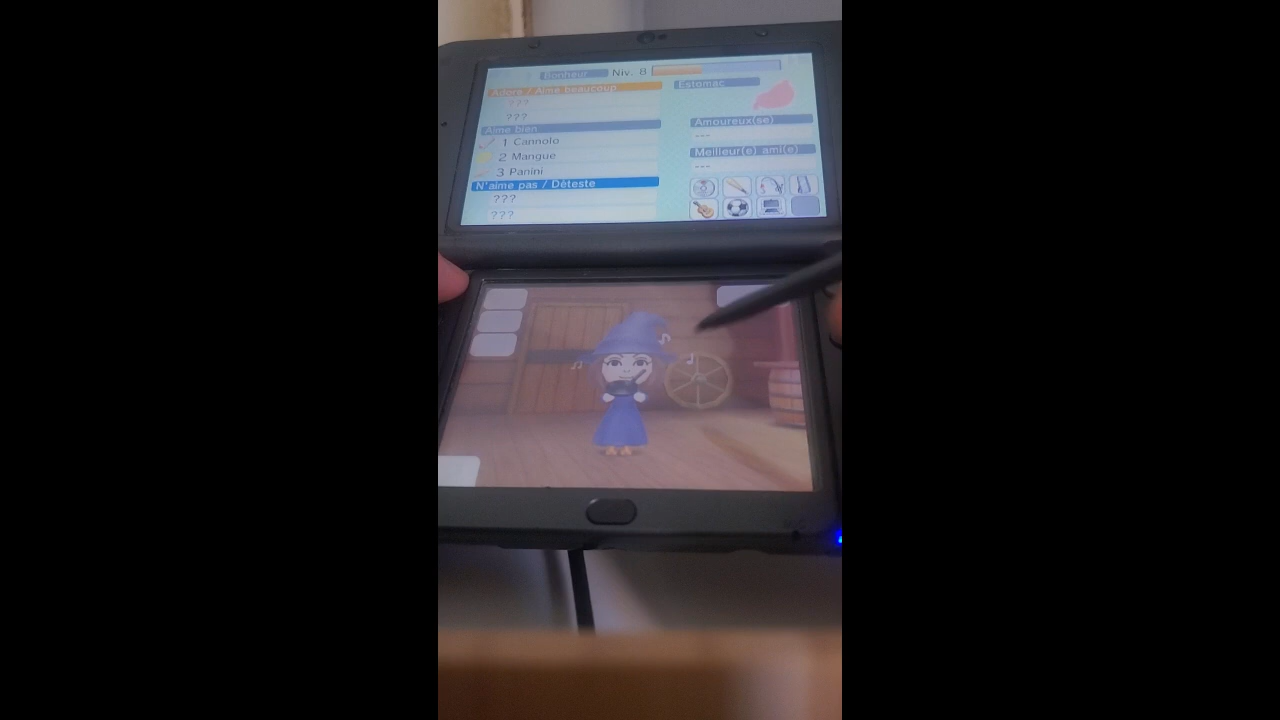 Bonheur Niv. 8
Adore / Aime beaucoup
???
???
Aime bien
1 Cannolo
2 Mangue
3 Panini
N'aime pas / Déteste
???
???
Estomac
Amoureux(se)
---
Meilleur(e) ami(e)
---